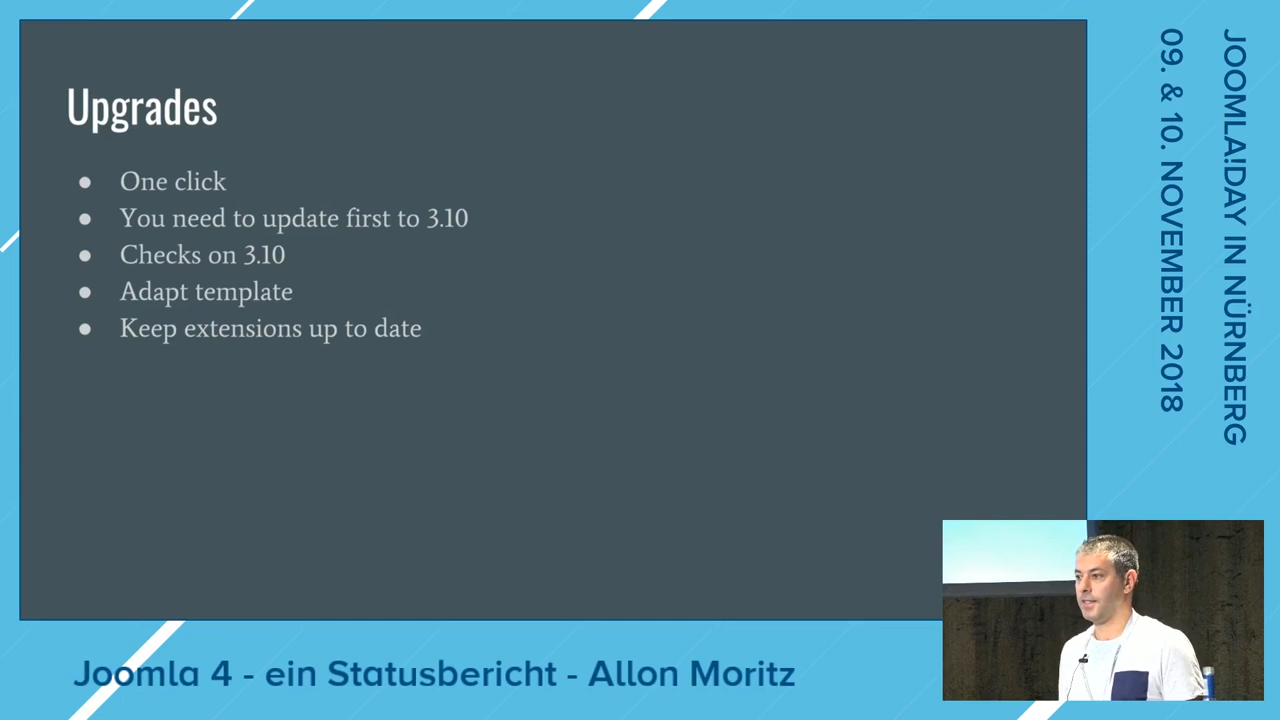 Upgrades
One click
You need to update first to 3.10
Checks on 3.10
Adapt template
Keep extensions up to date
JOOMLA!DAY IN NÜRNBERG
09. & 10. NOVEMBER 2018
Joomla 4 - ein Statusbericht - Allon Moritz